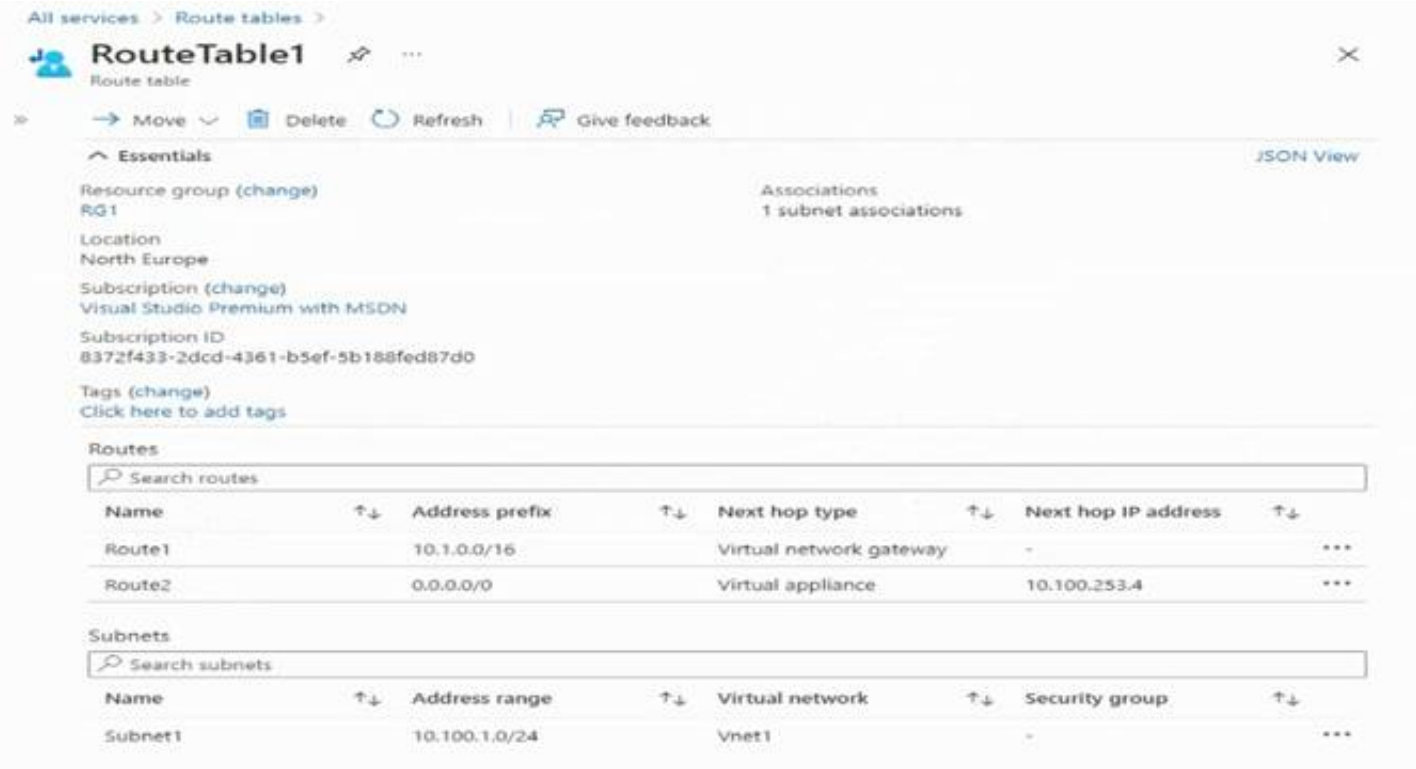 All services > Route tables >
RouteTable1 ...
Route table
Move Delete Refresh Give feedback
Essentials JSON View
Resource group (change) Associations
RG1 1 subnet associations
Location
North Europe
Subscription (change)
Visual Studio Premium with MSDN
Subscription ID
8372f433-2dcd-4361-b5ef-5b188fed87d0
Tags (change)
Click here to add tags
Routes
Search routes
Name Address prefix Next hop type Next hop IP address
Route1 10.1.0.0/16 Virtual network gateway -
Route2 0.0.0.0/0 Virtual appliance 10.100.253.4
Subnets
Search subnets
Name Address range Virtual network Security group
Subnet1 10.100.1.0/24 Vnet1 -